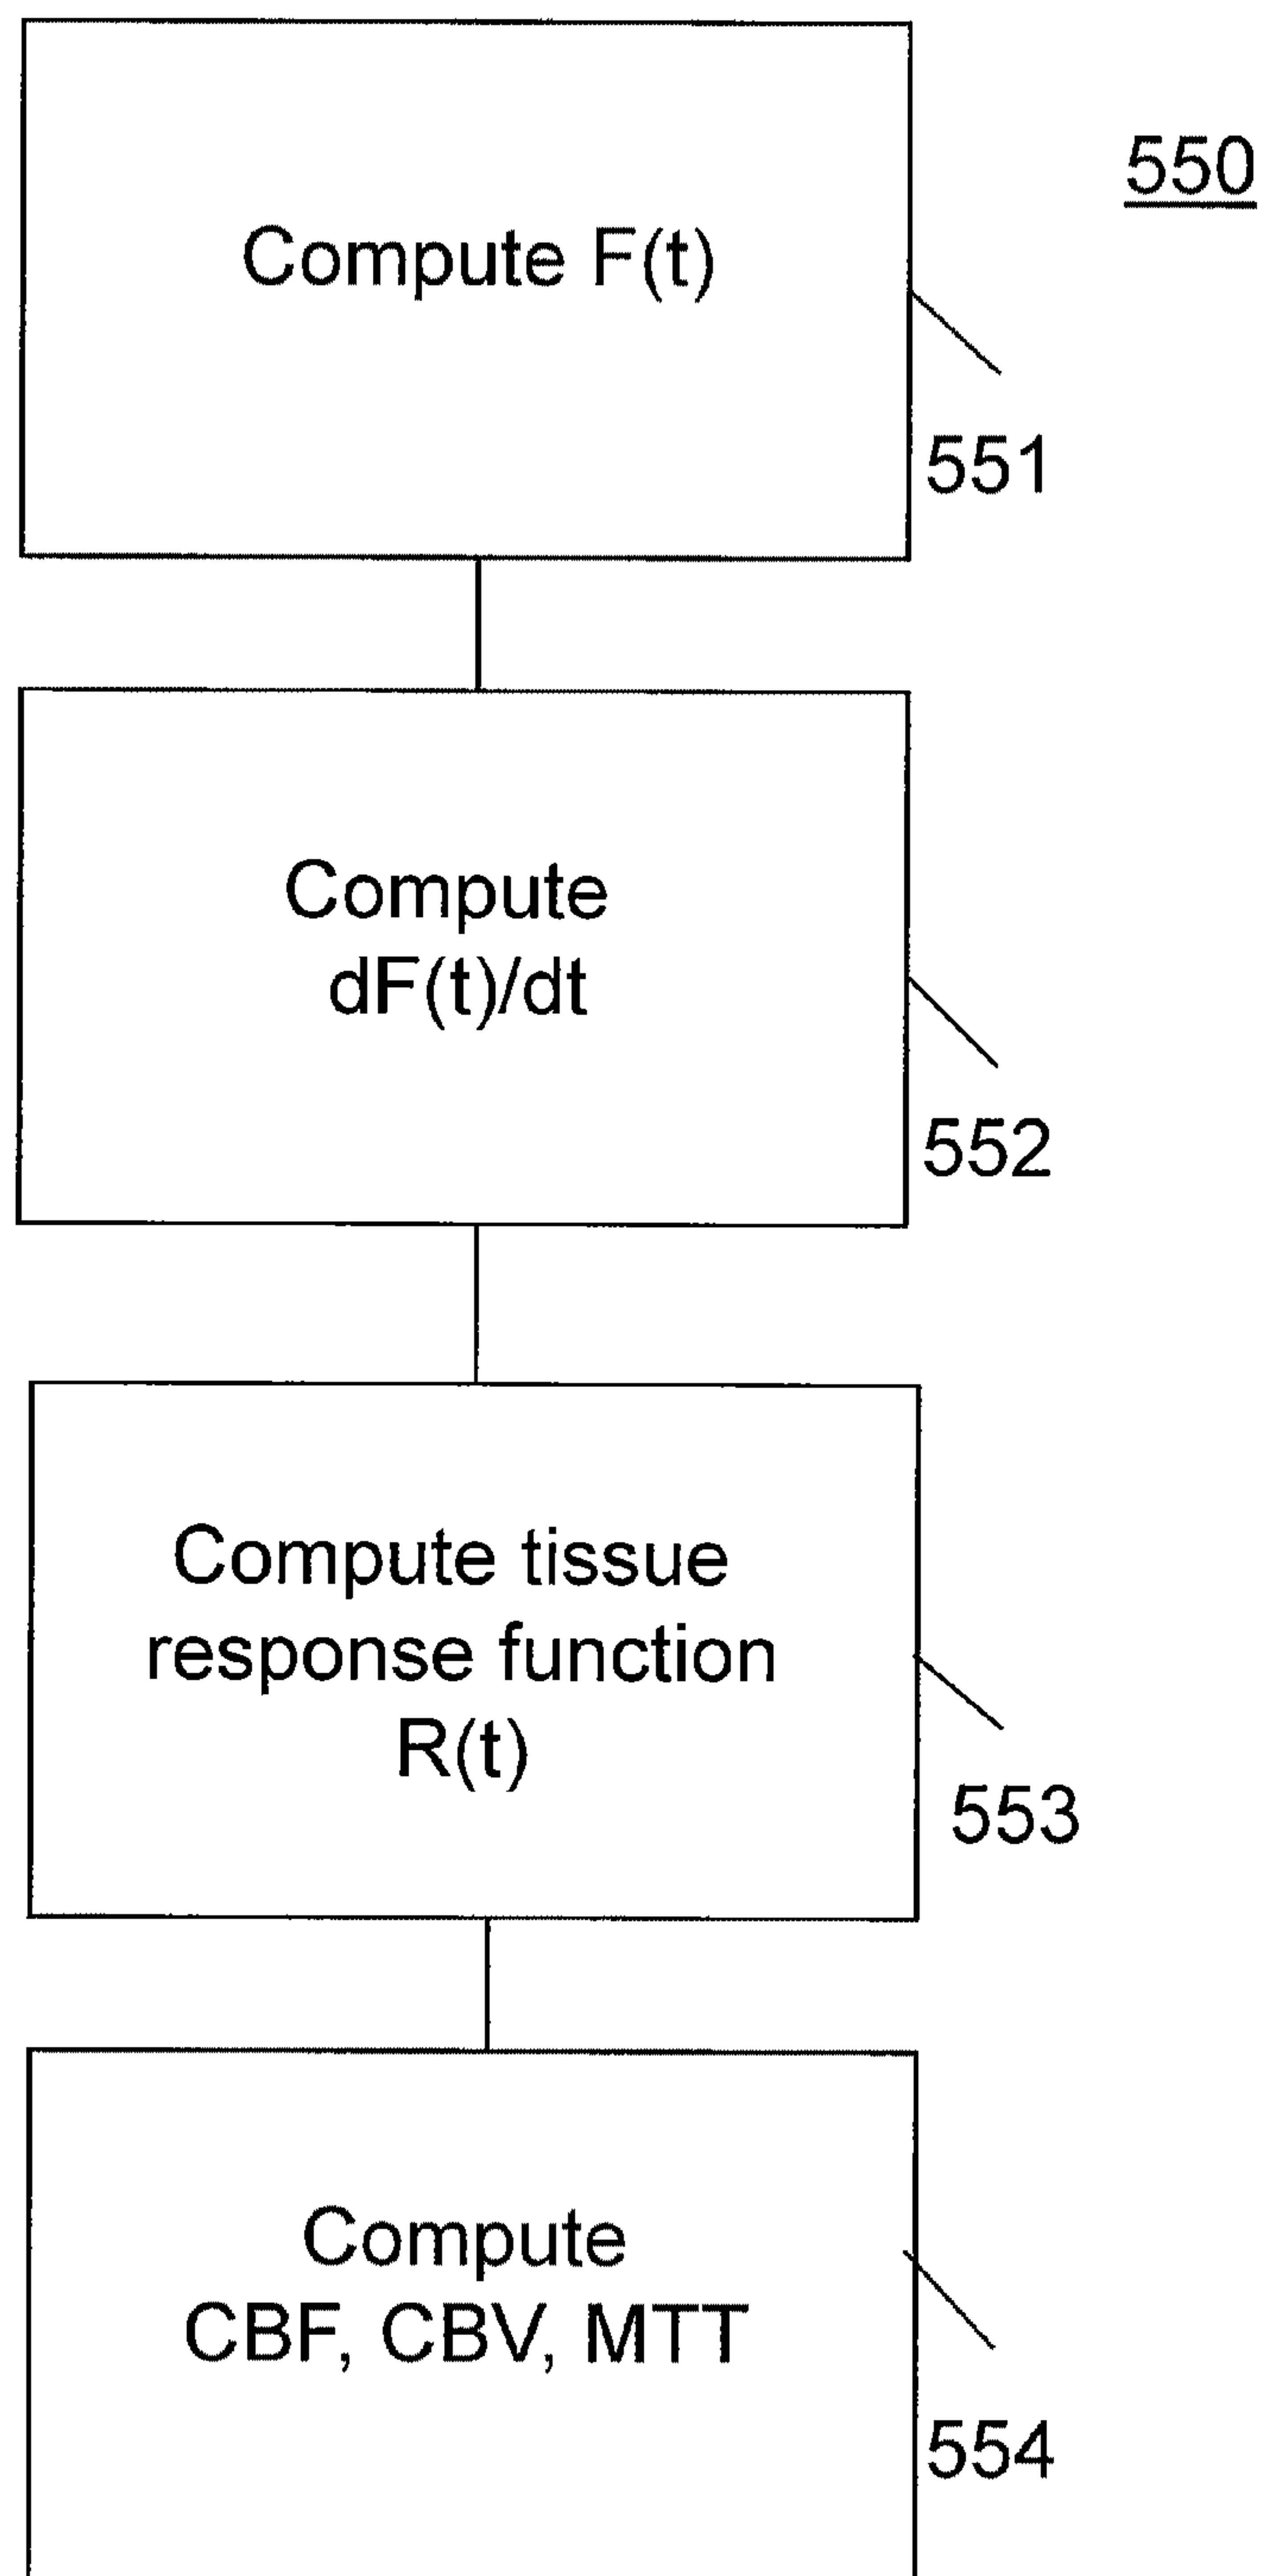 550
Compute F(t)
551
Compute
dF(t)/dt
552
Compute tissue
response function
R(t)
553
Compute
CBF, CBV, MTT
554